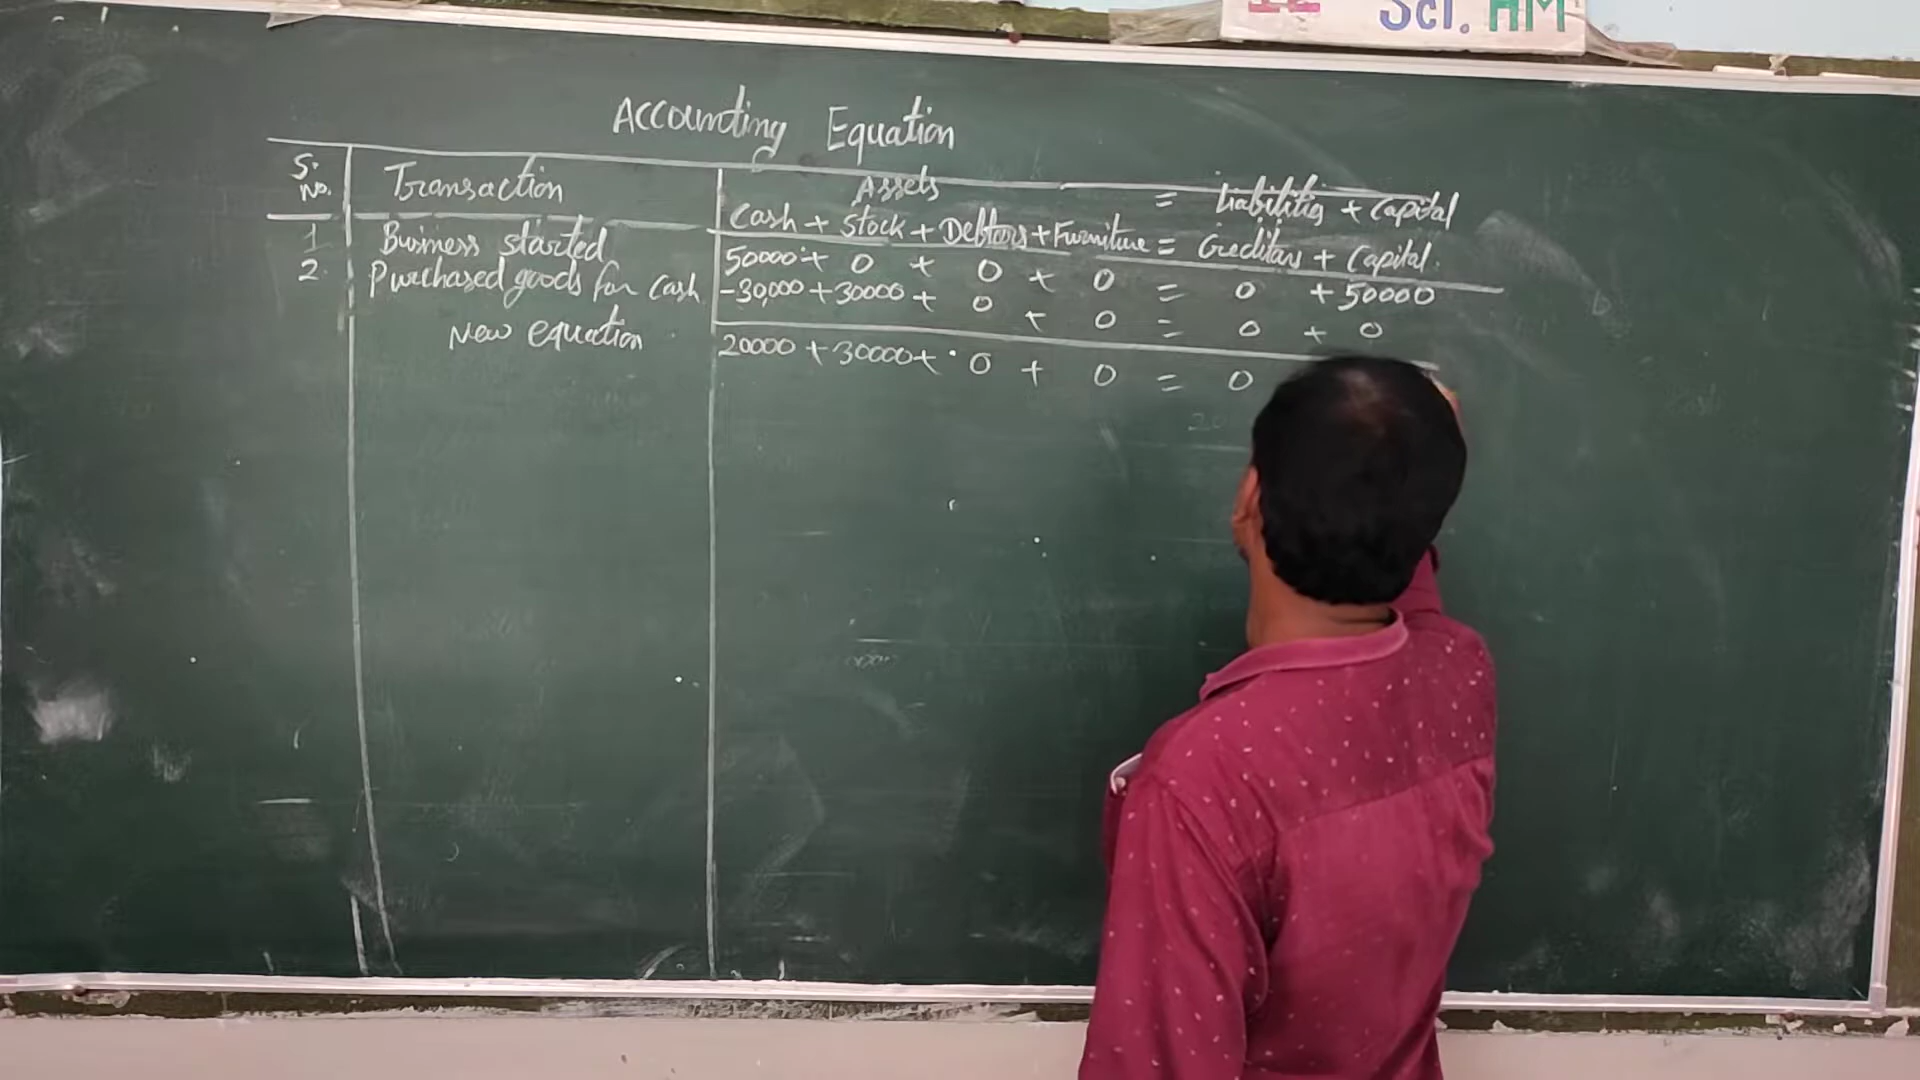 Sci. HM
Accounting Equation
S. No. Transaction Assets = Liabilities + Capital
Cash + Stock + Debtors + Furniture = Creditors + Capital.
1 Business started 50000 + 0 + 0 + 0 = 0 + 50000
2. Purchased goods for cash -30,000 + 30000 + 0 + 0 = 0 + 0
New equation 20000 + 30000 + 0 + 0 = 0